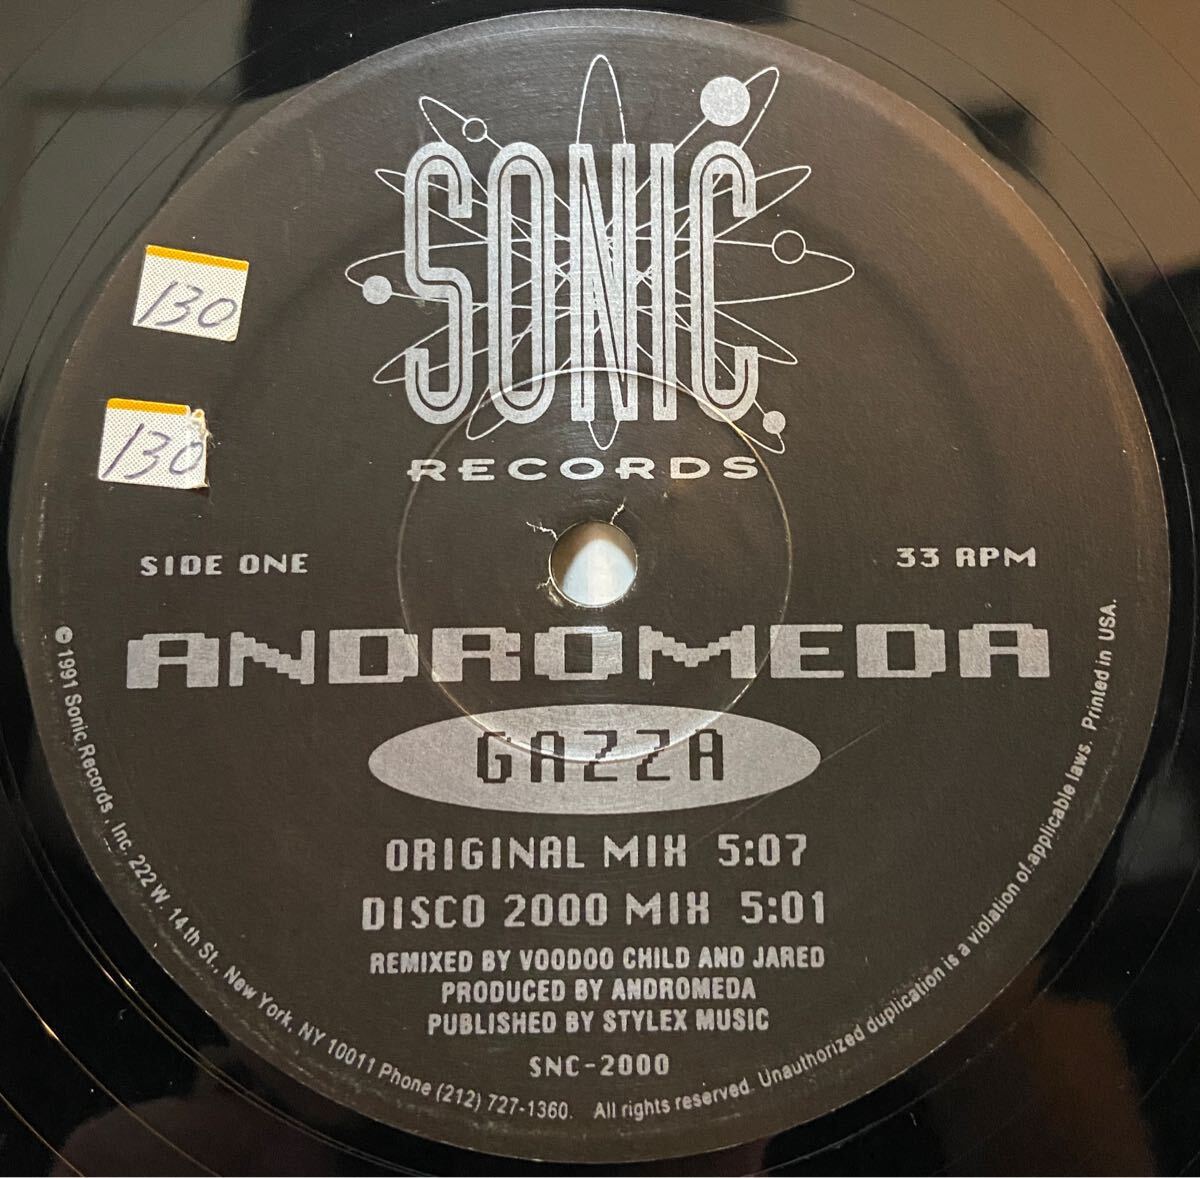 SONIC
RECORDS
130
130
SIDE ONE
33 RPM
ANDROMEDA
GAZZA
ORIGINAL MIX 5:07
DISCO 2000 MIX 5:01
REMIXED BY VOODOO CHILD AND JARED
PRODUCED BY ANDROMEDA
PUBLISHED BY STYLEX MUSIC
SNC-2000
© 1991 Sonic Records, Inc. 222 W. 14.th St., New York, NY 10011 Phone (212) 727-1360. All rights reserved. Unauthorized duplication is a violation of applicable laws. Printed in USA.